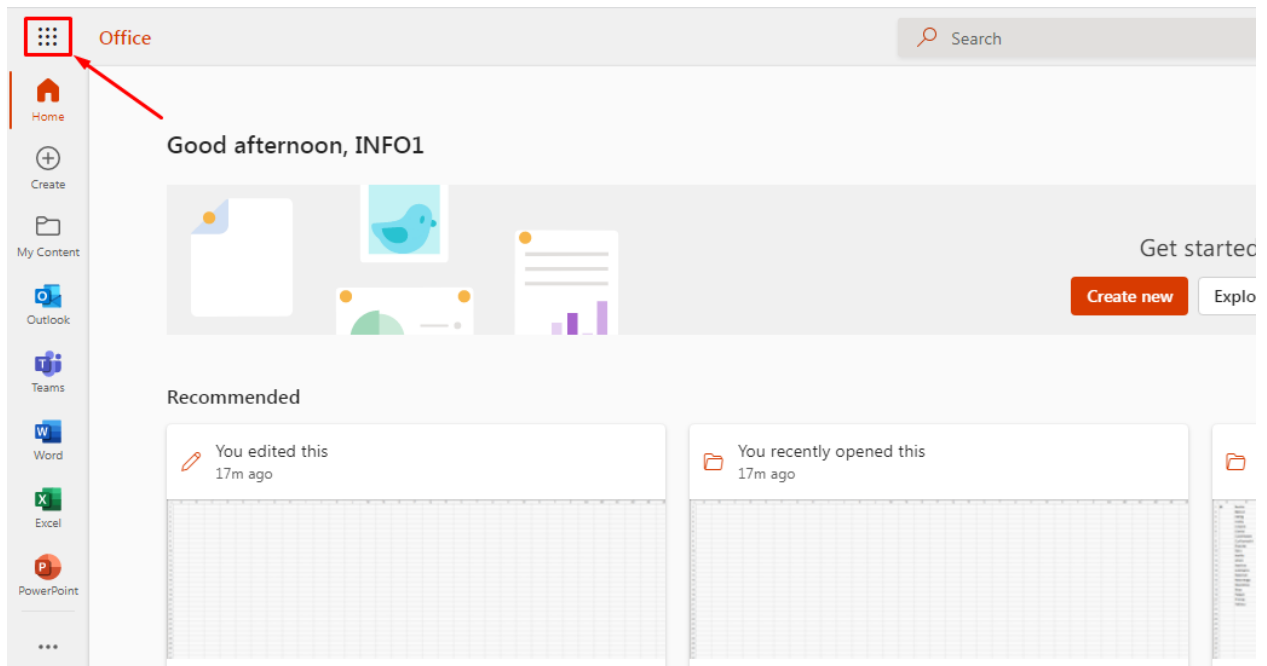 Office
Search
Home
Create
My Content
Outlook
Teams
Word
Excel
PowerPoint
Good afternoon, INFO1
Get started
Create new
Explo
Recommended
You edited this
17m ago
You recently opened this
17m ago